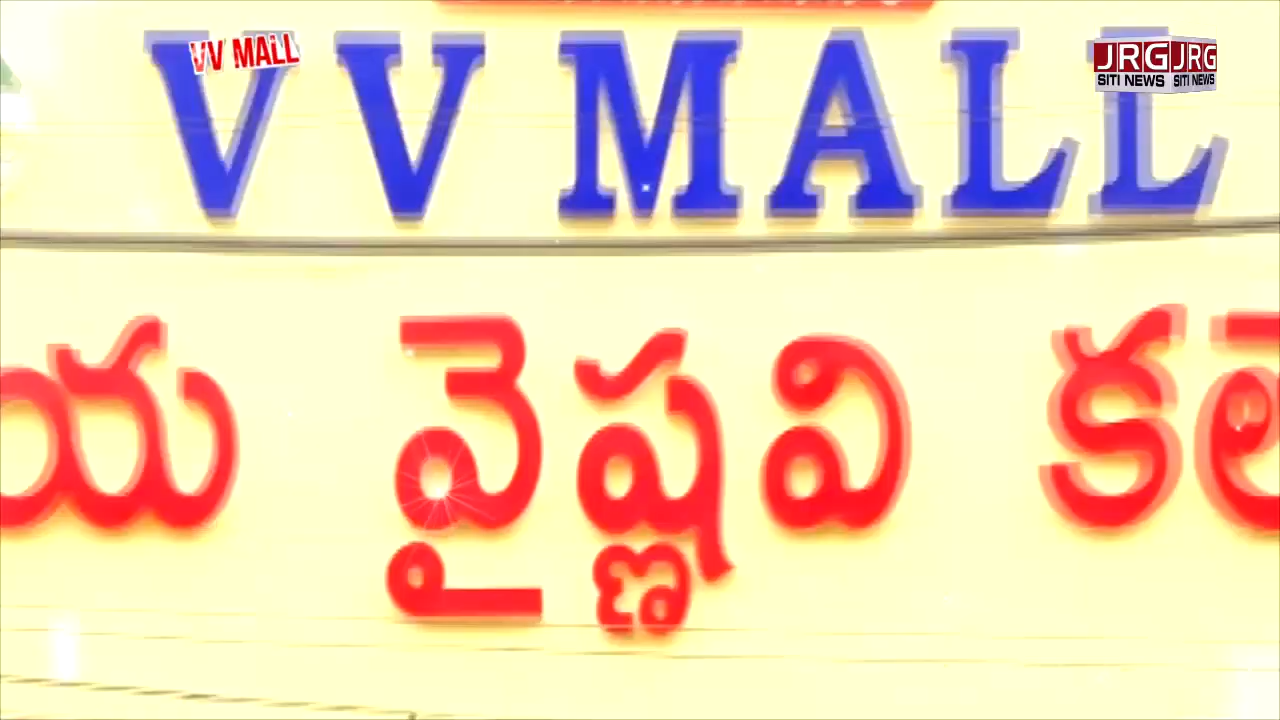 VV MALL
JRG JRG
SITI NEWS SITI NEWS
V V MALL
వైష్ణవి